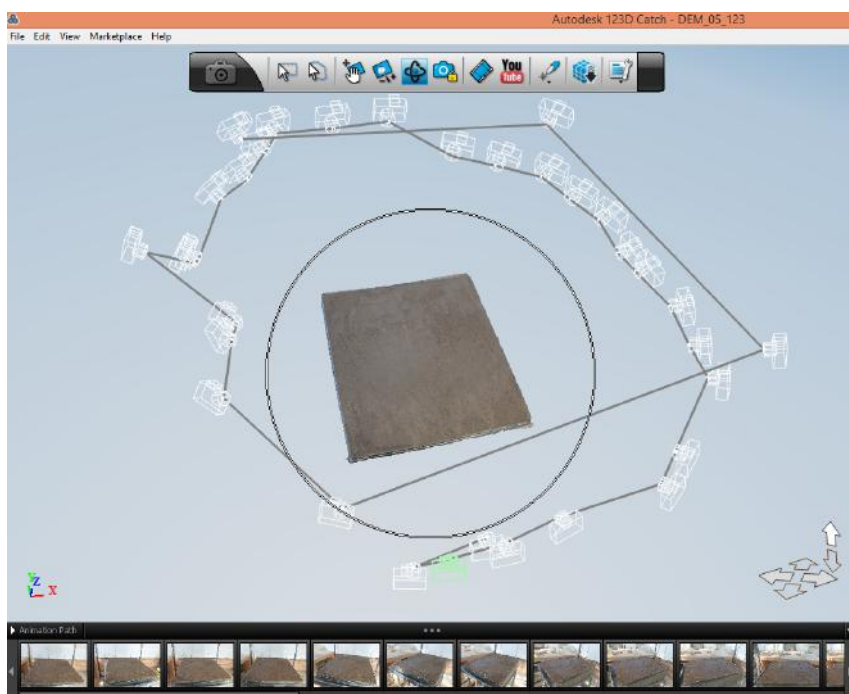 Autodesk 123D Catch - DEM_05_123
File Edit View Marketplace Help
You
Tube
Y
Z
X
Animation Path